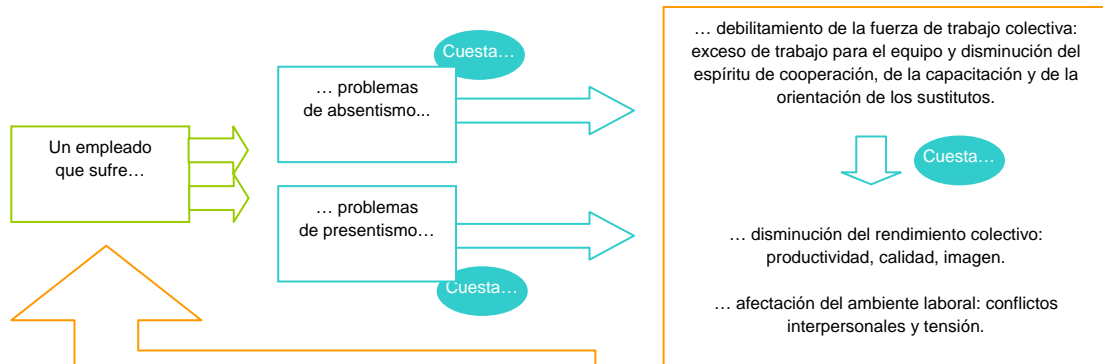 Un empleado
que sufre…
Cuesta…
… problemas
de absentismo...
… problemas
de presentismo…
Cuesta…
… debilitamiento de la fuerza de trabajo colectiva:
exceso de trabajo para el equipo y disminución del
espíritu de cooperación, de la capacitación y de la
orientación de los sustitutos.
Cuesta…
… disminución del rendimiento colectivo:
productividad, calidad, imagen.
… afectación del ambiente laboral: conflictos
interpersonales y tensión.